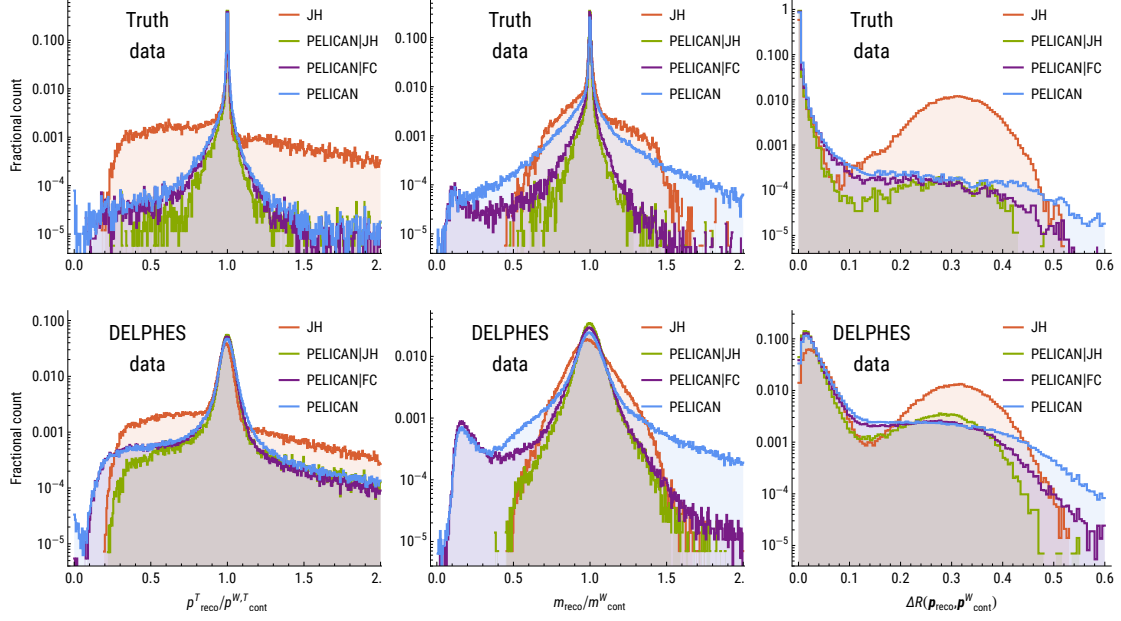 Truth
data
JH
PELICAN|JH
PELICAN|FC
PELICAN
Fractional count
0.100
0.010
0.001
10⁻⁴
10⁻⁵
0.0
0.5
1.0
1.5
2.
Truth
data
JH
PELICAN|JH
PELICAN|FC
PELICAN
0.100
0.010
0.001
10⁻⁴
10⁻⁵
0.0
0.5
1.0
1.5
2.
Truth
data
JH
PELICAN|JH
PELICAN|FC
PELICAN
1
0.100
0.010
0.001
10⁻⁴
10⁻⁵
0.0
0.1
0.2
0.3
0.4
0.5
0.6
DELPHES
data
JH
PELICAN|JH
PELICAN|FC
PELICAN
Fractional count
0.100
0.010
0.001
10⁻⁴
10⁻⁵
0.0
0.5
1.0
1.5
2.
p^T_reco/p^{W,T}_cont
DELPHES
data
JH
PELICAN|JH
PELICAN|FC
PELICAN
0.010
0.001
10⁻⁴
10⁻⁵
0.0
0.5
1.0
1.5
2.
m_reco/m^W_cont
DELPHES
data
JH
PELICAN|JH
PELICAN|FC
PELICAN
0.100
0.010
0.001
10⁻⁴
10⁻⁵
0.0
0.1
0.2
0.3
0.4
0.5
0.6
ΔR(p_reco,p^W_cont)